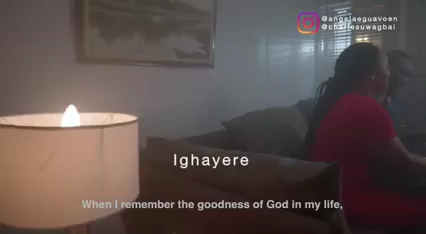 @angelaeguavoen
@charlesuwagbai
Ighayere
When I remember the goodness of God in my life,